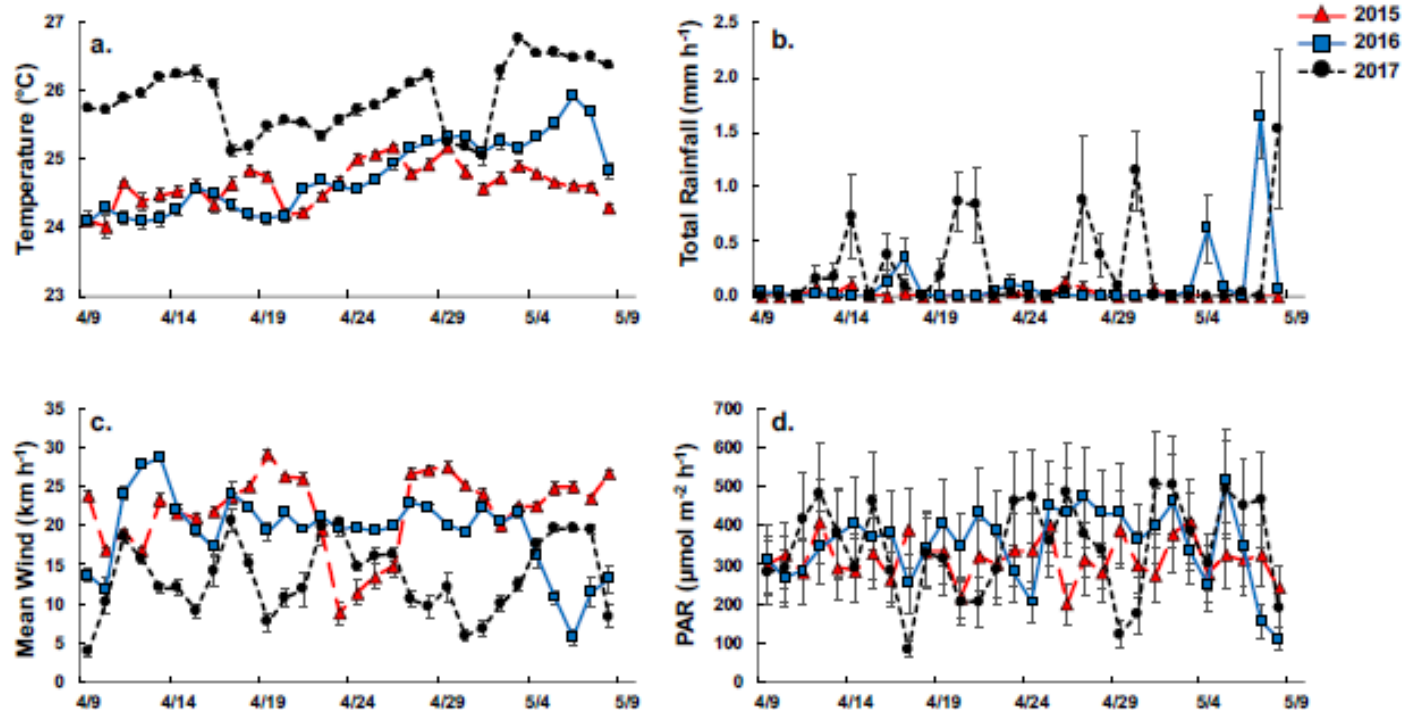 a.
Temperature (°C)
27
26
25
24
23
4/9 4/14 4/19 4/24 4/29 5/4 5/9
b.
Total Rainfall (mm h-¹)
2.5
2.0
1.5
1.0
0.5
0.0
4/9 4/14 4/19 4/24 4/29 5/4 5/9
2015
2016
2017
c.
Mean Wind (km h-¹)
35
30
25
20
15
10
5
0
4/9 4/14 4/19 4/24 4/29 5/4 5/9
d.
PAR (µmol m-² h-¹)
700
600
500
400
300
200
100
0
4/9 4/14 4/19 4/24 4/29 5/4 5/9